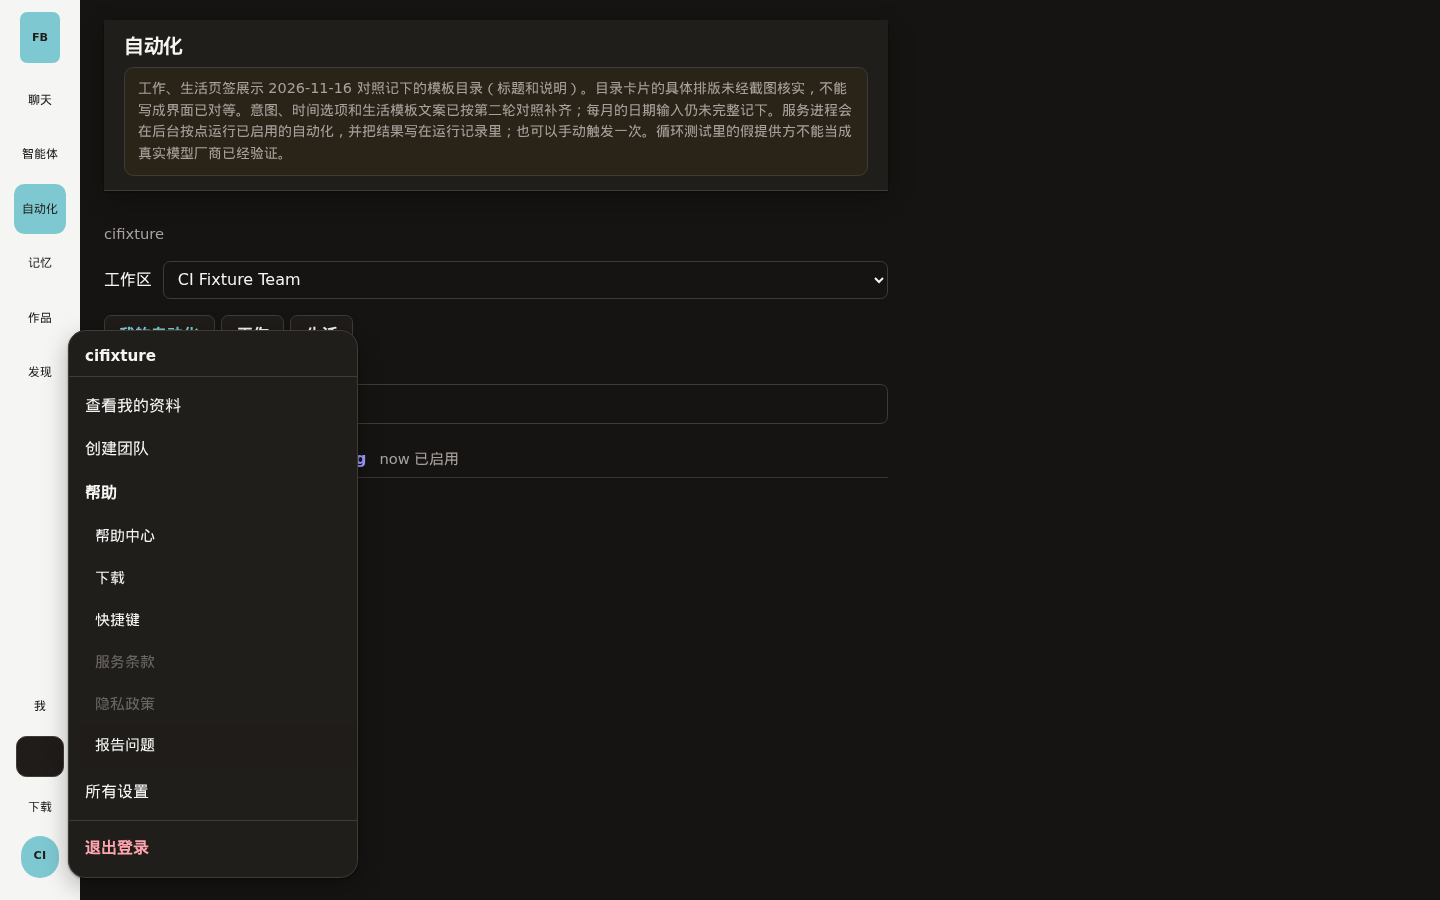 FB
聊天
智能体
自动化
记忆
作品
发现
我
下载
CI
自动化
工作、生活页签展示 2026-11-16 对照记下的模板目录（标题和说明）。目录卡片的具体排版未经截图核实，不能
写成界面已对等。意图、时间选项和生活模板文案已按第二轮对照补齐；每月的日期输入仍未完整记下。服务进程会
在后台按点运行已启用的自动化，并把结果写在运行记录里；也可以手动触发一次。循环测试里的假提供方不能当成
真实模型厂商已经验证。
cifixture
工作区 CI Fixture Team
我的自动化 工作 生活
g now 已启用
cifixture
查看我的资料
创建团队
帮助
帮助中心
下载
快捷键
服务条款
隐私政策
报告问题
所有设置
退出登录